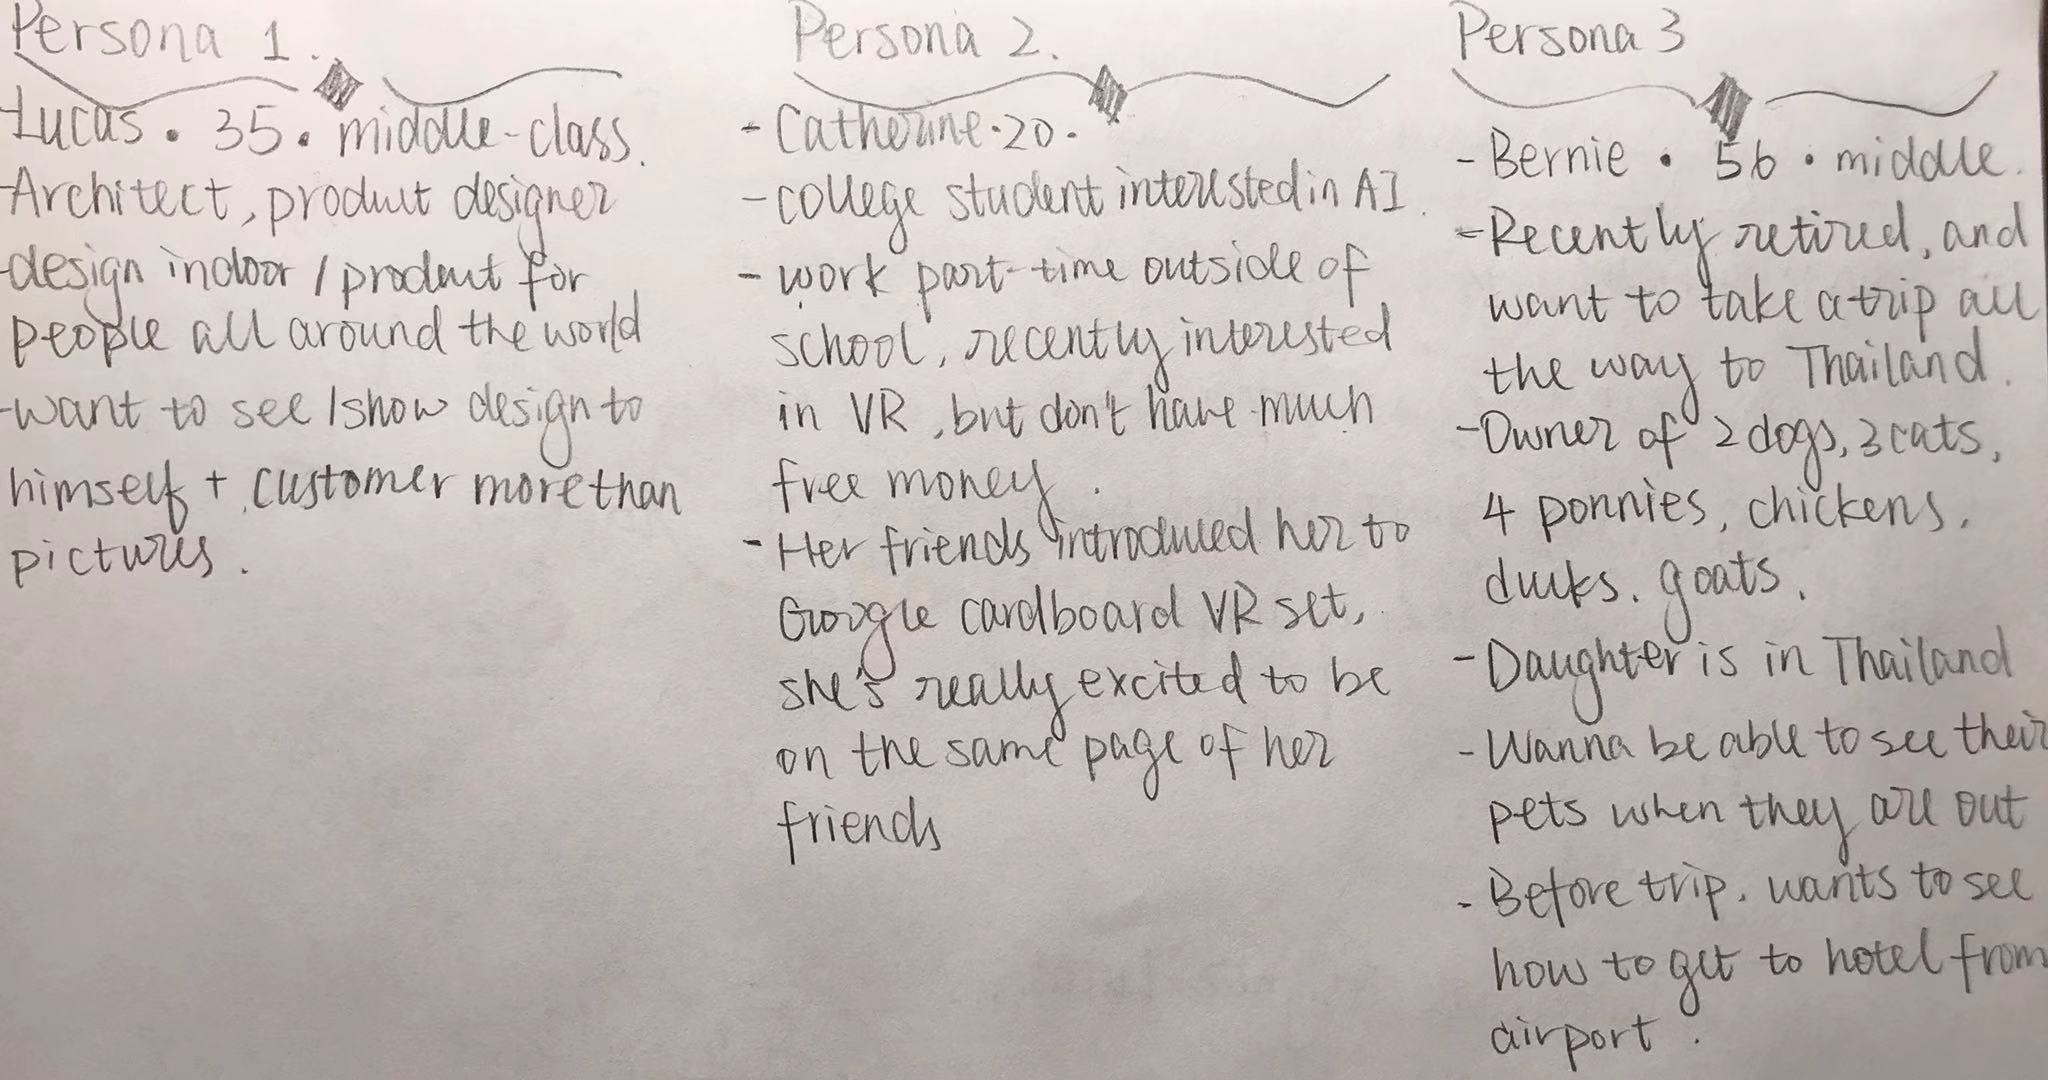 Persona 1.
-Lucas • 35 • middle-class.
-Architect, product designer
-design indoor / product for
people all around the world
-want to see / show design to
himself + customer more than
pictures.
Persona 2.
- Catherine • 20 •
- college student interested in AI.
- work part-time outside of
school, recently interested
in VR, but don't have much
free money.
- Her friends introduced her to
Google cardboard VR set,
she's really excited to be
on the same page of her
friends
Persona 3
- Bernie • 56 • middle.
- Recently retired, and
want to take a trip all
the way to Thailand.
- Owner of 2 dogs, 3 cats,
4 ponnies, chickens,
ducks. goats.
- Daughter is in Thailand
- Wanna be able to see their
pets when they are out
- Before trip, wants to see
how to get to hotel from
airport.